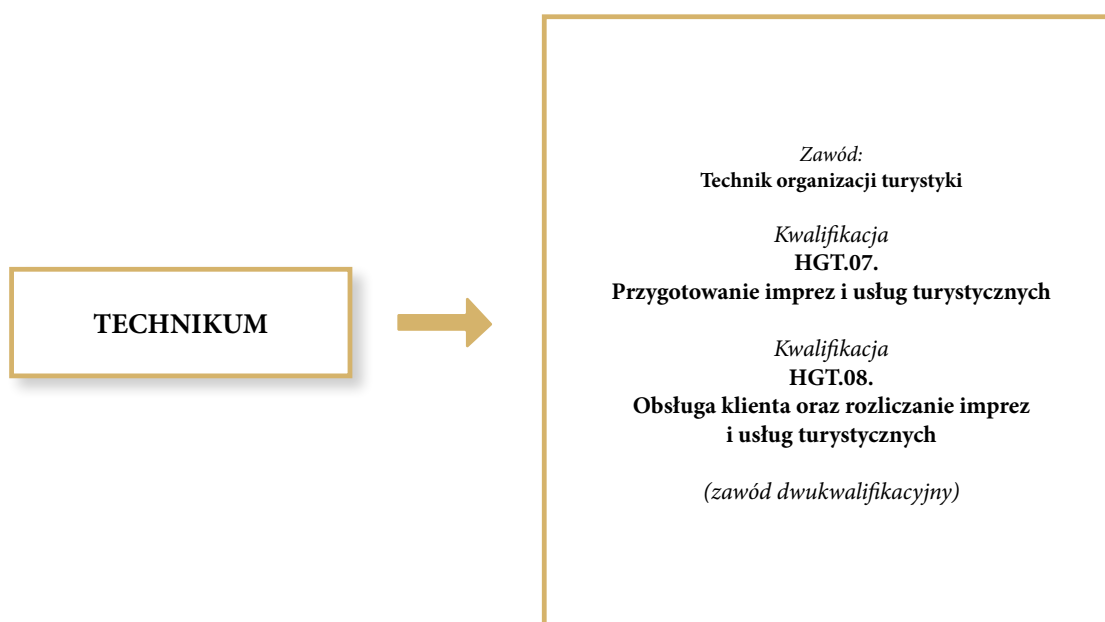 TECHNIKUM
Zawód:
Technik organizacji turystyki
Kwalifikacja
HGT.07.
Przygotowanie imprez i usług turystycznych
Kwalifikacja
HGT.08.
Obsługa klienta oraz rozliczanie imprez
i usług turystycznych
(zawód dwukwalifikacyjny)